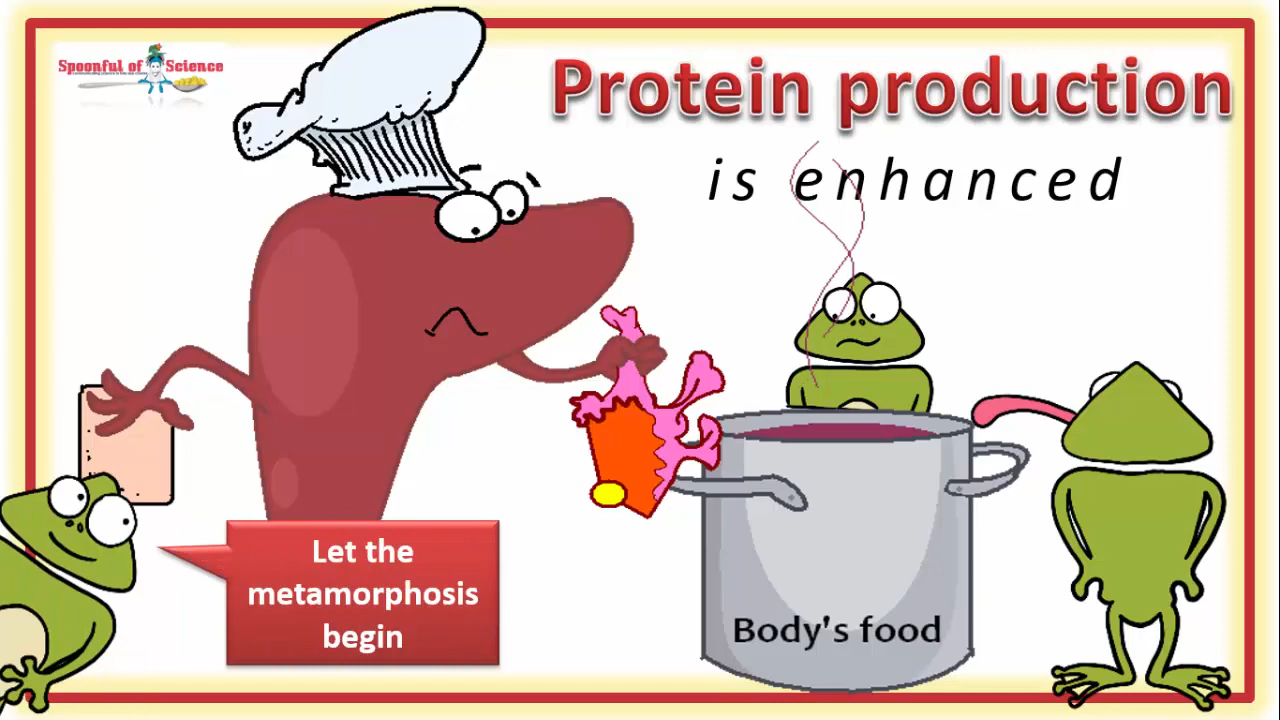 Spoonful of Science
Protein production
is enhanced
Let the
metamorphosis
begin
Body's food